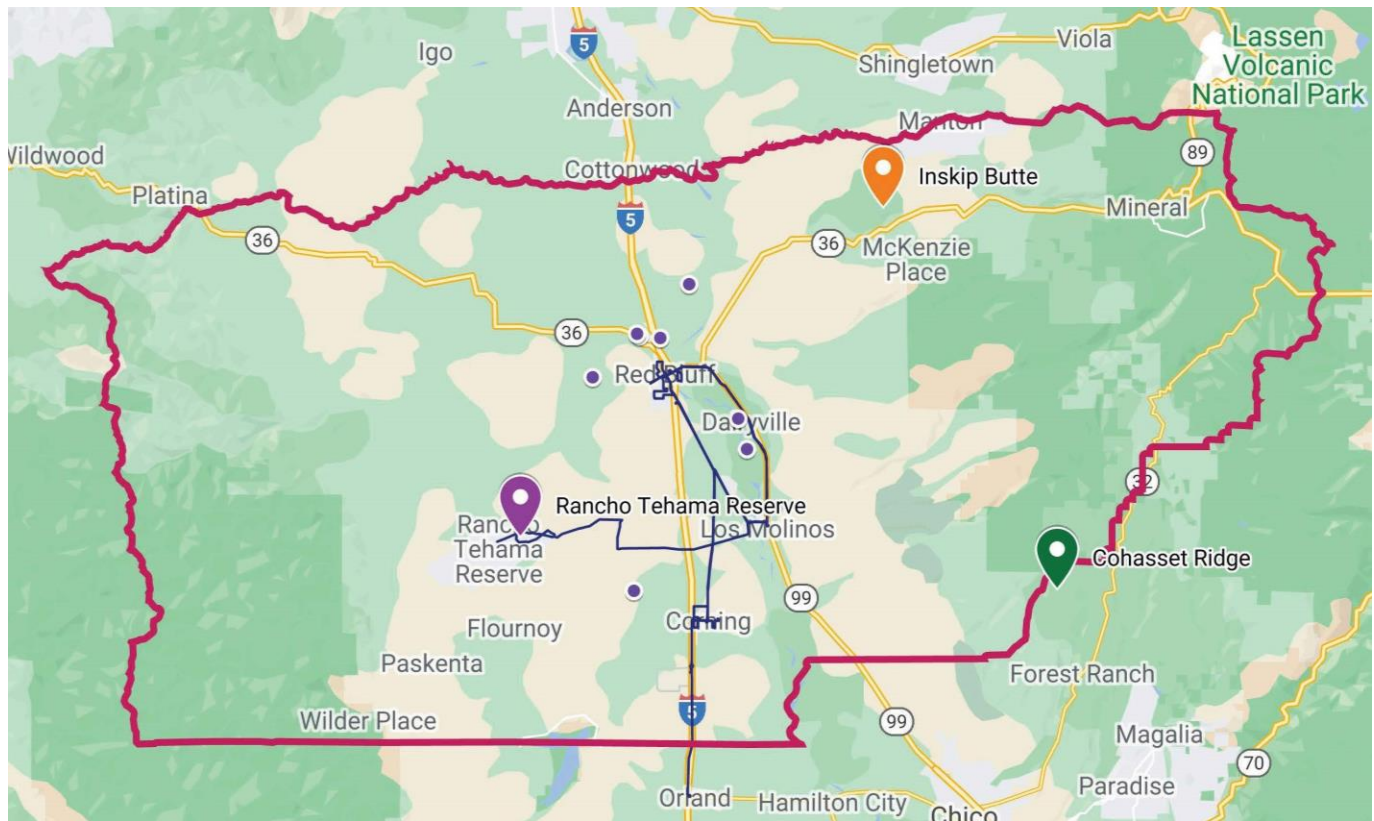 Igo
5
Viola
Lassen
Volcanic
National Park
Shingletown
Anderson
Manton
Wildwood
Cottonwood
89
Platina
Inskip Butte
5
Mineral
36
36
McKenzie
Place
36
Red Bluff
Dairyville
32
Rancho Tehama Reserve
Rancho
Tehama
Reserve
Los Molinos
Cohasset Ridge
99
Flournoy
Corning
Paskenta
Forest Ranch
Wilder Place
5
99
Magalia
70
Paradise
Orland
Hamilton City
Chico